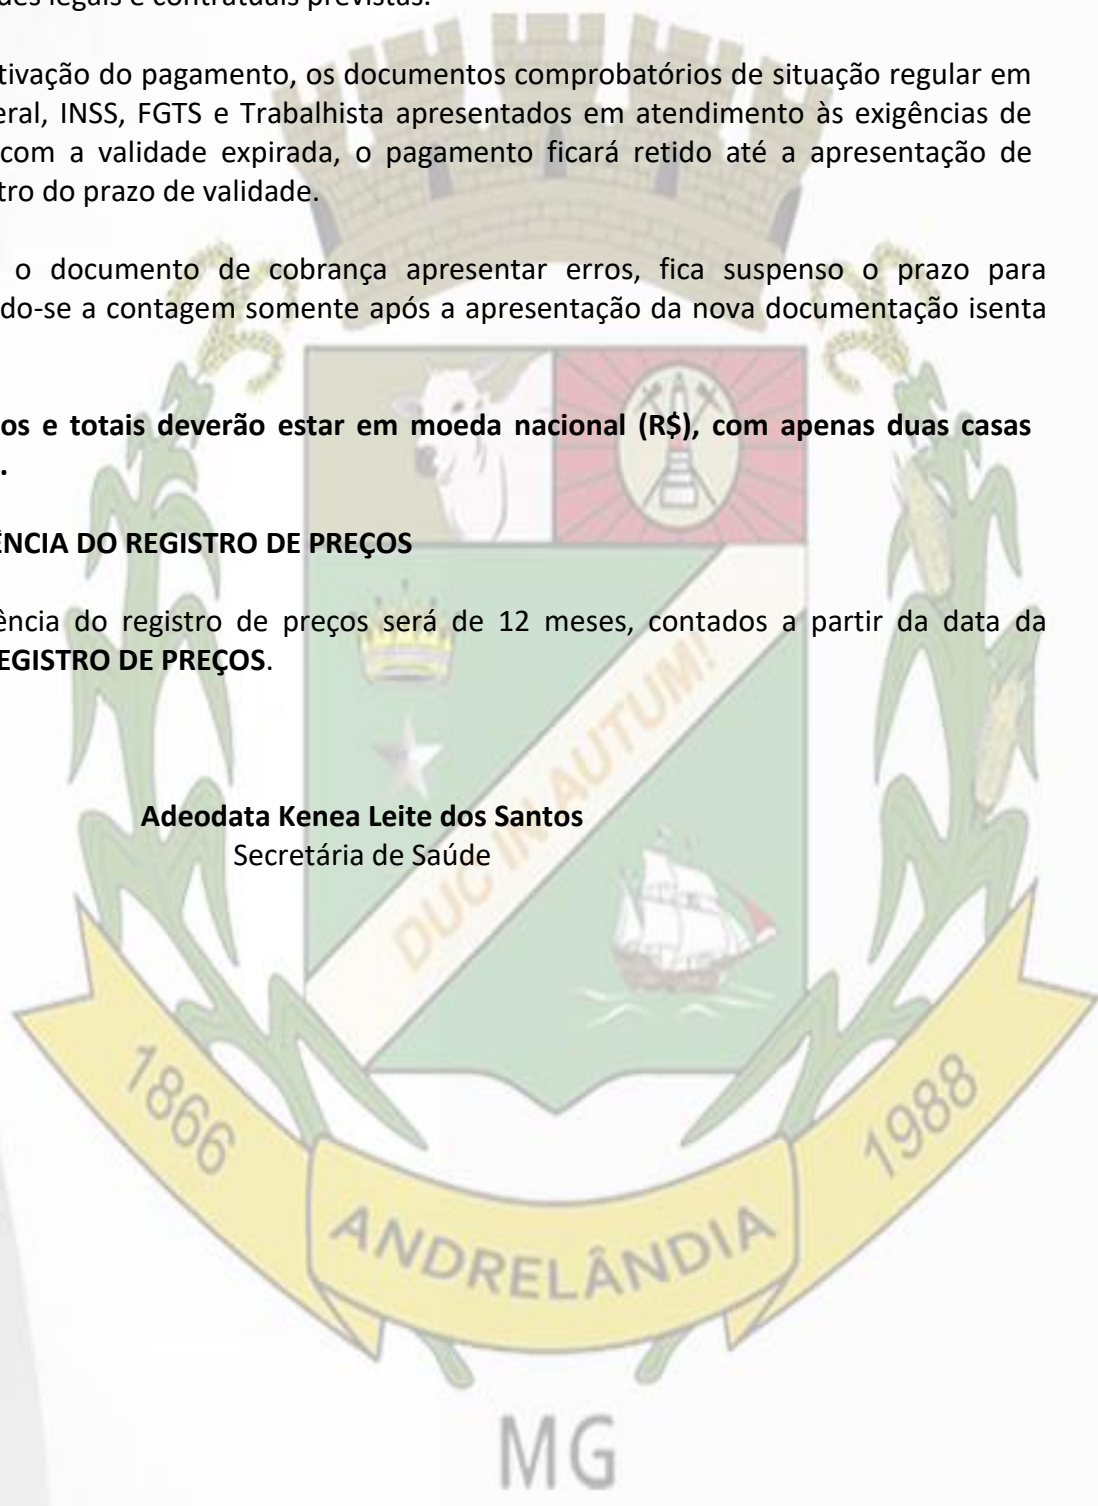 des legais e contratuais previstas.
tivação do pagamento, os documentos comprobatórios de situação regular em
eral, INSS, FGTS e Trabalhista apresentados em atendimento às exigências de
com a validade expirada, o pagamento ficará retido até a apresentação de
tro do prazo de validade.
o documento de cobrança apresentar erros, fica suspenso o prazo para
do-se a contagem somente após a apresentação da nova documentação isenta
os e totais deverão estar em moeda nacional (R$), com apenas duas casas
.
ÊNCIA DO REGISTRO DE PREÇOS
ência do registro de preços será de 12 meses, contados a partir da data da
EGISTRO DE PREÇOS.
DUC IN AUTUM!
Adeodata Kenea Leite dos Santos
Secretária de Saúde
1866
1988
ANDRELÂNDIA
MG